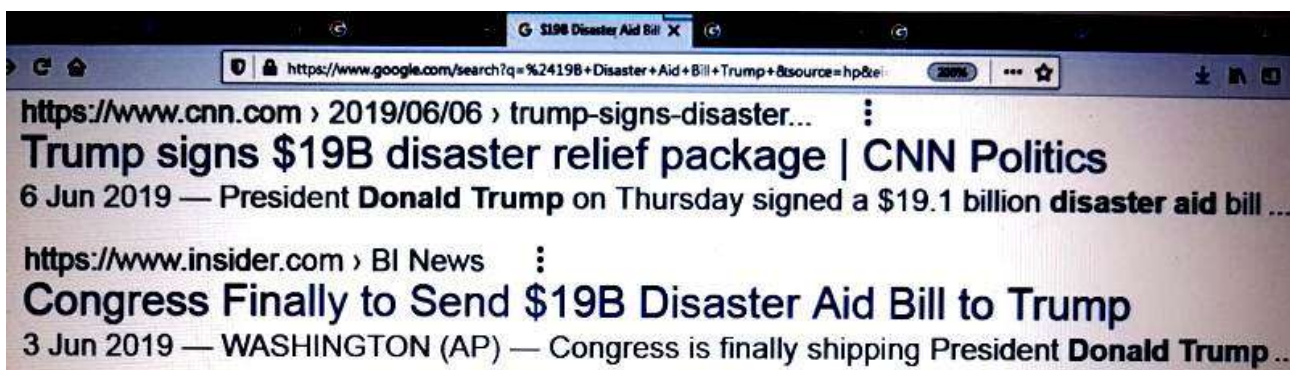 $19B Disaster Aid Bill
https://www.google.com/search?q=%2419B+Disaster+Aid+Bill+Trump+&source=hp&ei=
200%
https://www.cnn.com › 2019/06/06 › trump-signs-disaster...
Trump signs $19B disaster relief package | CNN Politics
6 Jun 2019 — President Donald Trump on Thursday signed a $19.1 billion disaster aid bill ...
https://www.insider.com › BI News
Congress Finally to Send $19B Disaster Aid Bill to Trump
3 Jun 2019 — WASHINGTON (AP) — Congress is finally shipping President Donald Trump ...